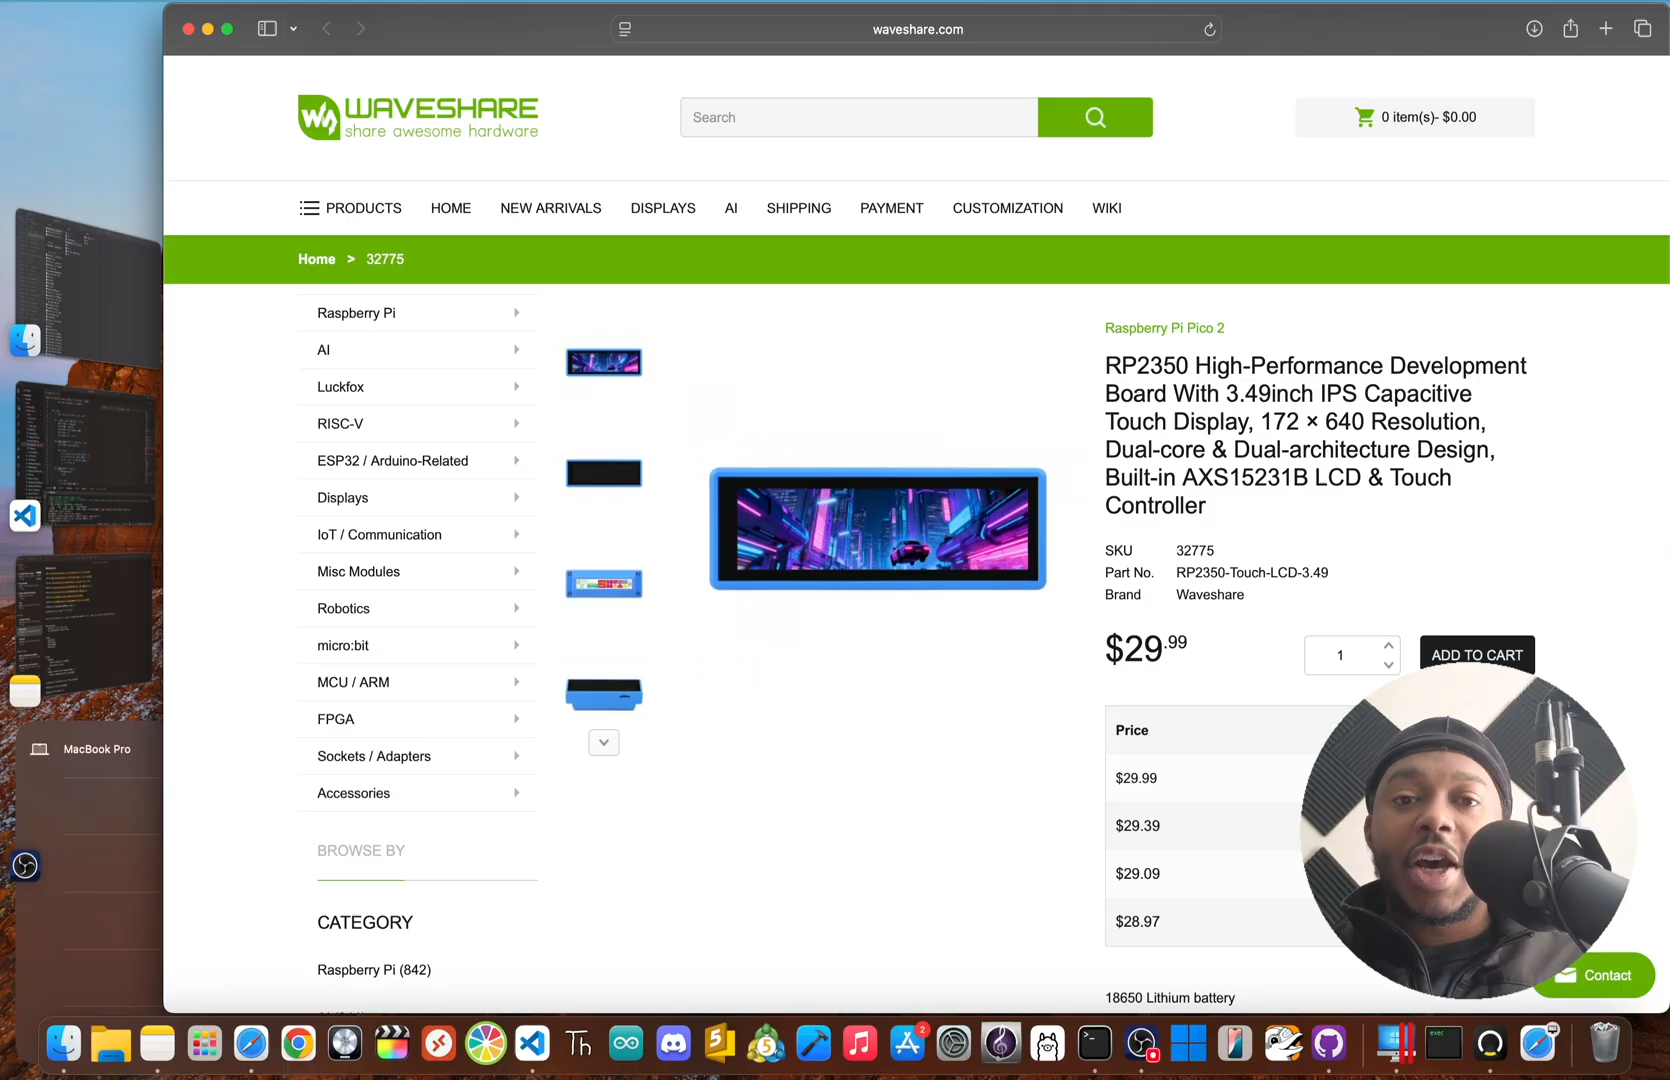 waveshare.com
WAVESHARE
share awesome hardware
Search
0 item(s)- $0.00
PRODUCTS
HOME
NEW ARRIVALS
DISPLAYS
AI
SHIPPING
PAYMENT
CUSTOMIZATION
WIKI
Home > 32775
Raspberry Pi
AI
Luckfox
RISC-V
ESP32 / Arduino-Related
Displays
IoT / Communication
Misc Modules
Robotics
micro:bit
MCU / ARM
FPGA
Sockets / Adapters
Accessories
BROWSE BY
CATEGORY
Raspberry Pi (842)
Raspberry Pi Pico 2
RP2350 High-Performance Development
Board With 3.49inch IPS Capacitive
Touch Display, 172 × 640 Resolution,
Dual-core & Dual-architecture Design,
Built-in AXS15231B LCD & Touch
Controller
SKU 32775
Part No. RP2350-Touch-LCD-3.49
Brand Waveshare
$29.99
1
ADD TO CART
Price
$29.99
$29.39
$29.09
$28.97
18650 Lithium battery
Contact
MacBook Pro
Th
5
5
2
exec